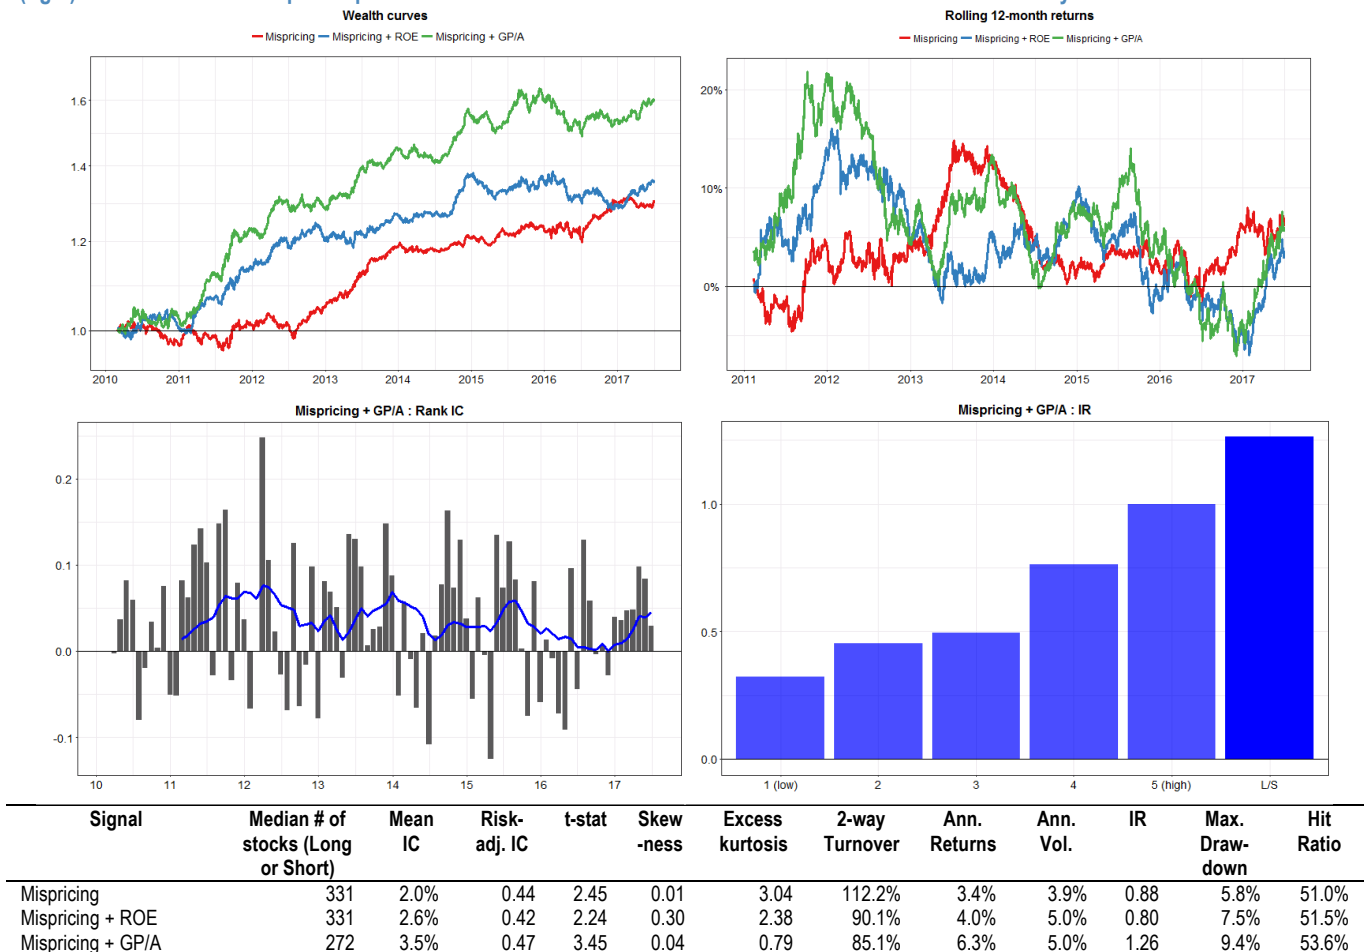 Wealth curves
Mispricing Mispricing + ROE Mispricing + GP/A
1.6
1.4
1.2
1.0
2010 2011 2012 2013 2014 2015 2016 2017
Rolling 12-month returns
Mispricing Mispricing + ROE Mispricing + GP/A
20%
10%
0%
2011 2012 2013 2014 2015 2016 2017
Mispricing + GP/A : Rank IC
0.2
0.1
0.0
-0.1
10 11 12 13 14 15 16 17
Mispricing + GP/A : IR
1.0
0.5
0.0
1 (low) 2 3 4 5 (high) L/S
Signal Median # of Mean Risk- t-stat Skew Excess 2-way Ann. Ann. IR Max. Hit
stocks (Long IC adj. IC -ness kurtosis Turnover Returns Vol. Draw- Ratio
or Short) down
Mispricing 331 2.0% 0.44 2.45 0.01 3.04 112.2% 3.4% 3.9% 0.88 5.8% 51.0%
Mispricing + ROE 331 2.6% 0.42 2.24 0.30 2.38 90.1% 4.0% 5.0% 0.80 7.5% 51.5%
Mispricing + GP/A 272 3.5% 0.47 3.45 0.04 0.79 85.1% 6.3% 5.0% 1.26 9.4% 53.6%